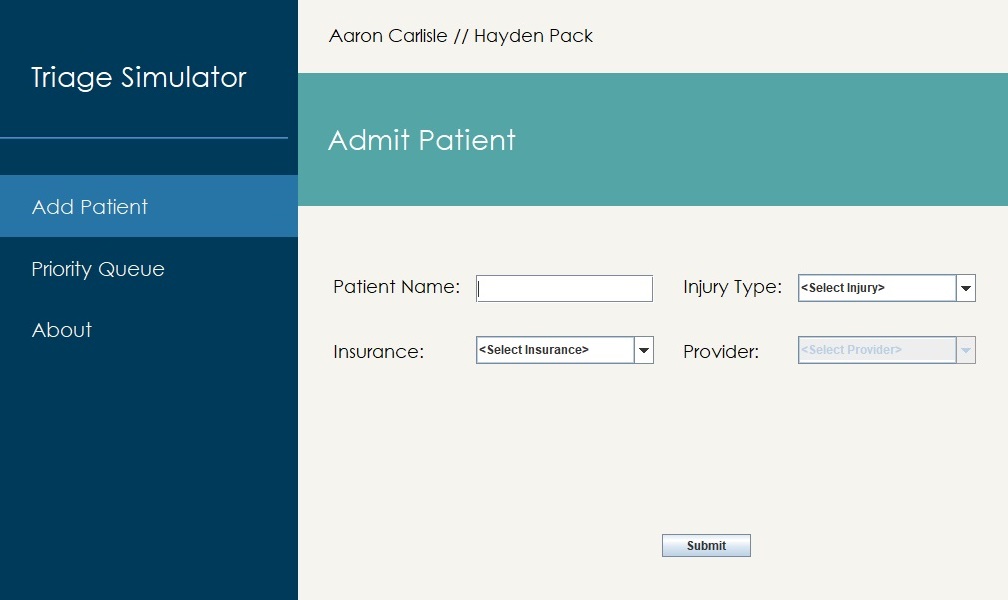 Triage Simulator
Add Patient
Priority Queue
About
Aaron Carlisle // Hayden Pack
Admit Patient
Patient Name:
Injury Type: <Select Injury>
Insurance: <Select Insurance>
Provider: <Select Provider>
Submit